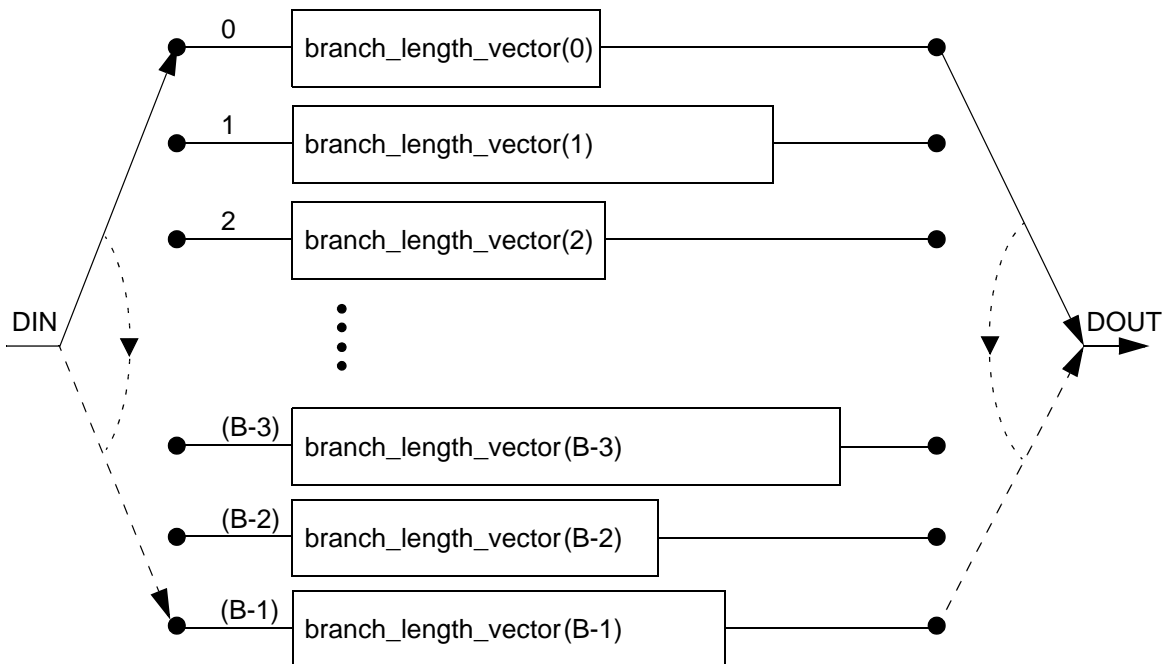 0
branch_length_vector(0)
1
branch_length_vector(1)
2
branch_length_vector(2)
DIN
DOUT
(B-3)
branch_length_vector(B-3)
(B-2)
branch_length_vector(B-2)
(B-1)
branch_length_vector(B-1)